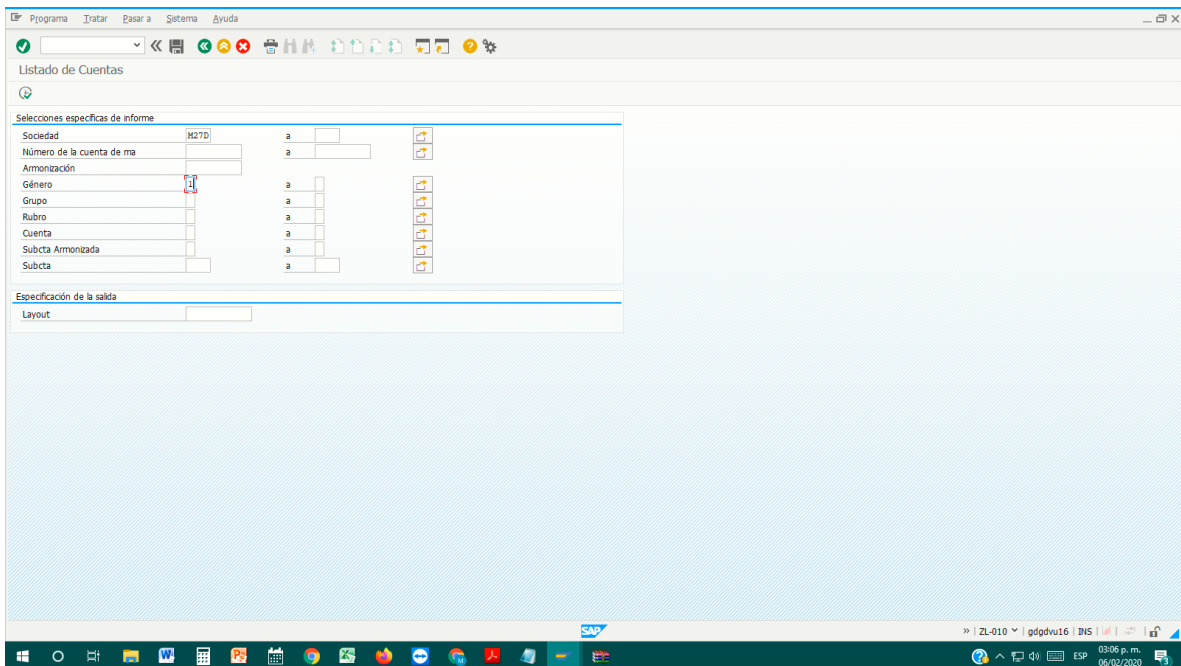 Programa Tratar Pasar a Sistema Ayuda
Listado de Cuentas
Selecciones específicas de informe
Sociedad M27D a
Número de la cuenta de ma a
Armonización
Género 1 a
Grupo a
Rubro a
Cuenta a
Subcta Armonizada a
Subcta a
Especificación de la salida
Layout
SAP
» ZL-010 gdgdvu16 INS
ESP
03:06 p. m.
06/02/2020
3